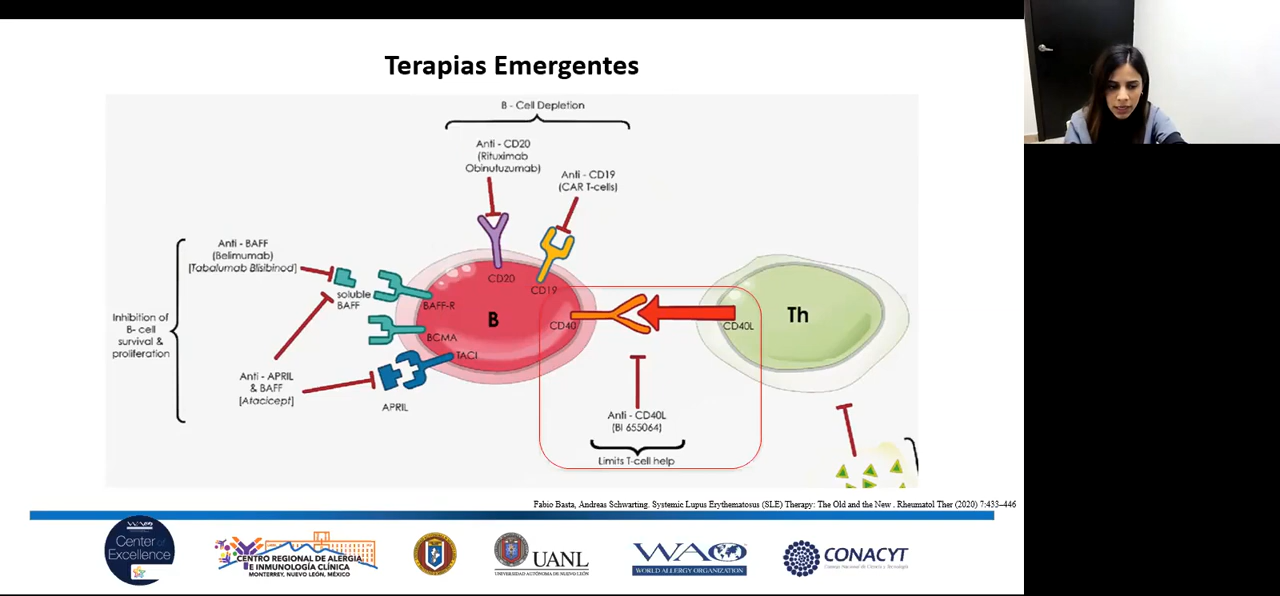 Terapias Emergentes
B - Cell Depletion
Anti - CD20
(Rituximab
Obinutuzumab)
Anti - CD19
(CAR T-cells)
Anti - BAFF
(Belimumab)
[Tabalumab Blisibinod]
soluble
BAFF
Inhibition of
B- cell
survival &
proliferation
Anti - APRIL
& BAFF
[Atacicept]
APRIL
CD20
CD19
BAFF-R
BCMA
TACI
B
CD40
CD40L
Th
Anti - CD40L
(BI 655064)
Limits T-cell help
Fabio Basta, Andreas Schwarting. Systemic Lupus Erythematosus (SLE) Therapy: The Old and the New . Rheumatol Ther (2020) 7:433–446
WAO
Center of
Excellence
CENTRO REGIONAL DE ALERGIA
E INMUNOLOGÍA CLÍNICA
MONTERREY, NUEVO LEÓN, MÉXICO
UANL
UNIVERSIDAD AUTÓNOMA DE NUEVO LEÓN
WAO
WORLD ALLERGY ORGANIZATION
CONACYT
Consejo Nacional de Ciencia y Tecnología